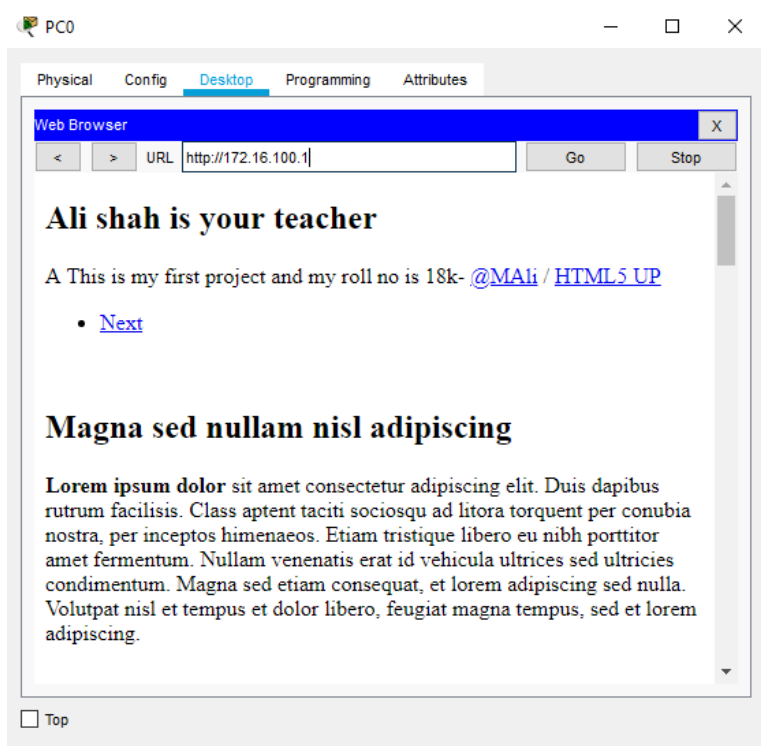 PC0
Physical Config Desktop Programming Attributes
Web Browser X
< > URL http://172.16.100.1 Go Stop
Ali shah is your teacher
A This is my first project and my roll no is 18k- @MAli / HTML5 UP
• Next
Magna sed nullam nisl adipiscing
Lorem ipsum dolor sit amet consectetur adipiscing elit. Duis dapibus
rutrum facilisis. Class aptent taciti sociosqu ad litora torquent per conubia
nostra, per inceptos himenaeos. Etiam tristique libero eu nibh porttitor
amet fermentum. Nullam venenatis erat id vehicula ultrices sed ultricies
condimentum. Magna sed etiam consequat, et lorem adipiscing sed nulla.
Volutpat nisl et tempus et dolor libero, feugiat magna tempus, sed et lorem
adipiscing.
Top